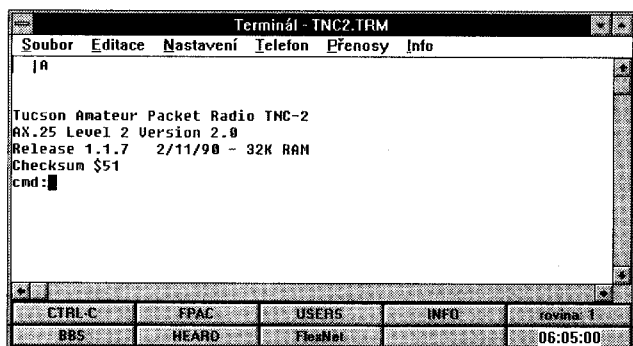 Terminál - TNC2.TRM
Soubor Editace Nastavení Telefon Přenosy Info
|A
Tucson Amateur Packet Radio TNC-2
AX.25 Level 2 Version 2.0
Release 1.1.7 2/11/90 - 32K RAM
Checksum $51
cmd:
CTRL-C FPAC USERS INFO rovina: 1
BBS HEARD FlexNet 06:05:00